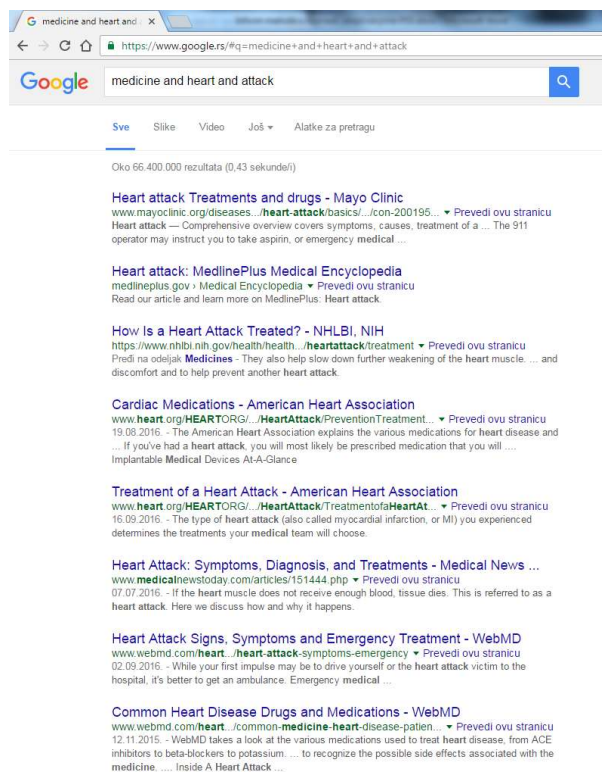 medicine and heart and
https://www.google.rs/#q=medicine+and+heart+and+attack
Google medicine and heart and attack
Sve Slike Video Još Alatke za pretragu
Oko 66.400.000 rezultata (0,43 sekunde/i)
Heart attack Treatments and drugs - Mayo Clinic
www.mayoclinic.org/diseases.../heart-attack/basics/.../con-200195... Prevedi ovu stranicu
Heart attack — Comprehensive overview covers symptoms, causes, treatment of a ... The 911
operator may instruct you to take aspirin, or emergency medical ...
Heart attack: MedlinePlus Medical Encyclopedia
medlineplus.gov › Medical Encyclopedia Prevedi ovu stranicu
Read our article and learn more on MedlinePlus: Heart attack.
How Is a Heart Attack Treated? - NHLBI, NIH
https://www.nhlbi.nih.gov/health/health.../heartattack/treatment Prevedi ovu stranicu
Pređi na odeljak Medicines - They also help slow down further weakening of the heart muscle. ... and
discomfort and to help prevent another heart attack.
Cardiac Medications - American Heart Association
www.heart.org/HEARTORG/.../HeartAttack/PreventionTreatment... Prevedi ovu stranicu
19.08.2016. - The American Heart Association explains the various medications for heart disease and
... If you've had a heart attack, you will most likely be prescribed medication that you will ....
Implantable Medical Devices At-A-Glance
Treatment of a Heart Attack - American Heart Association
www.heart.org/HEARTORG/.../HeartAttack/TreatmentofaHeartAt... Prevedi ovu stranicu
16.09.2016. - The type of heart attack (also called myocardial infarction, or MI) you experienced
determines the treatments your medical team will choose.
Heart Attack: Symptoms, Diagnosis, and Treatments - Medical News ...
www.medicalnewstoday.com/articles/151444.php Prevedi ovu stranicu
07.07.2016. - If the heart muscle does not receive enough blood, tissue dies. This is referred to as a
heart attack. Here we discuss how and why it happens.
Heart Attack Signs, Symptoms and Emergency Treatment - WebMD
www.webmd.com/heart.../heart-attack-symptoms-emergency Prevedi ovu stranicu
02.09.2016. - While your first impulse may be to drive yourself or the heart attack victim to the
hospital, it's better to get an ambulance. Emergency medical ...
Common Heart Disease Drugs and Medications - WebMD
www.webmd.com/heart.../common-medicine-heart-disease-patien... Prevedi ovu stranicu
12.11.2015. - WebMD takes a look at the various medications used to treat heart disease, from ACE
inhibitors to beta-blockers to potassium. ... to recognize the possible side effects associated with the
medicine, .... Inside A Heart Attack ...